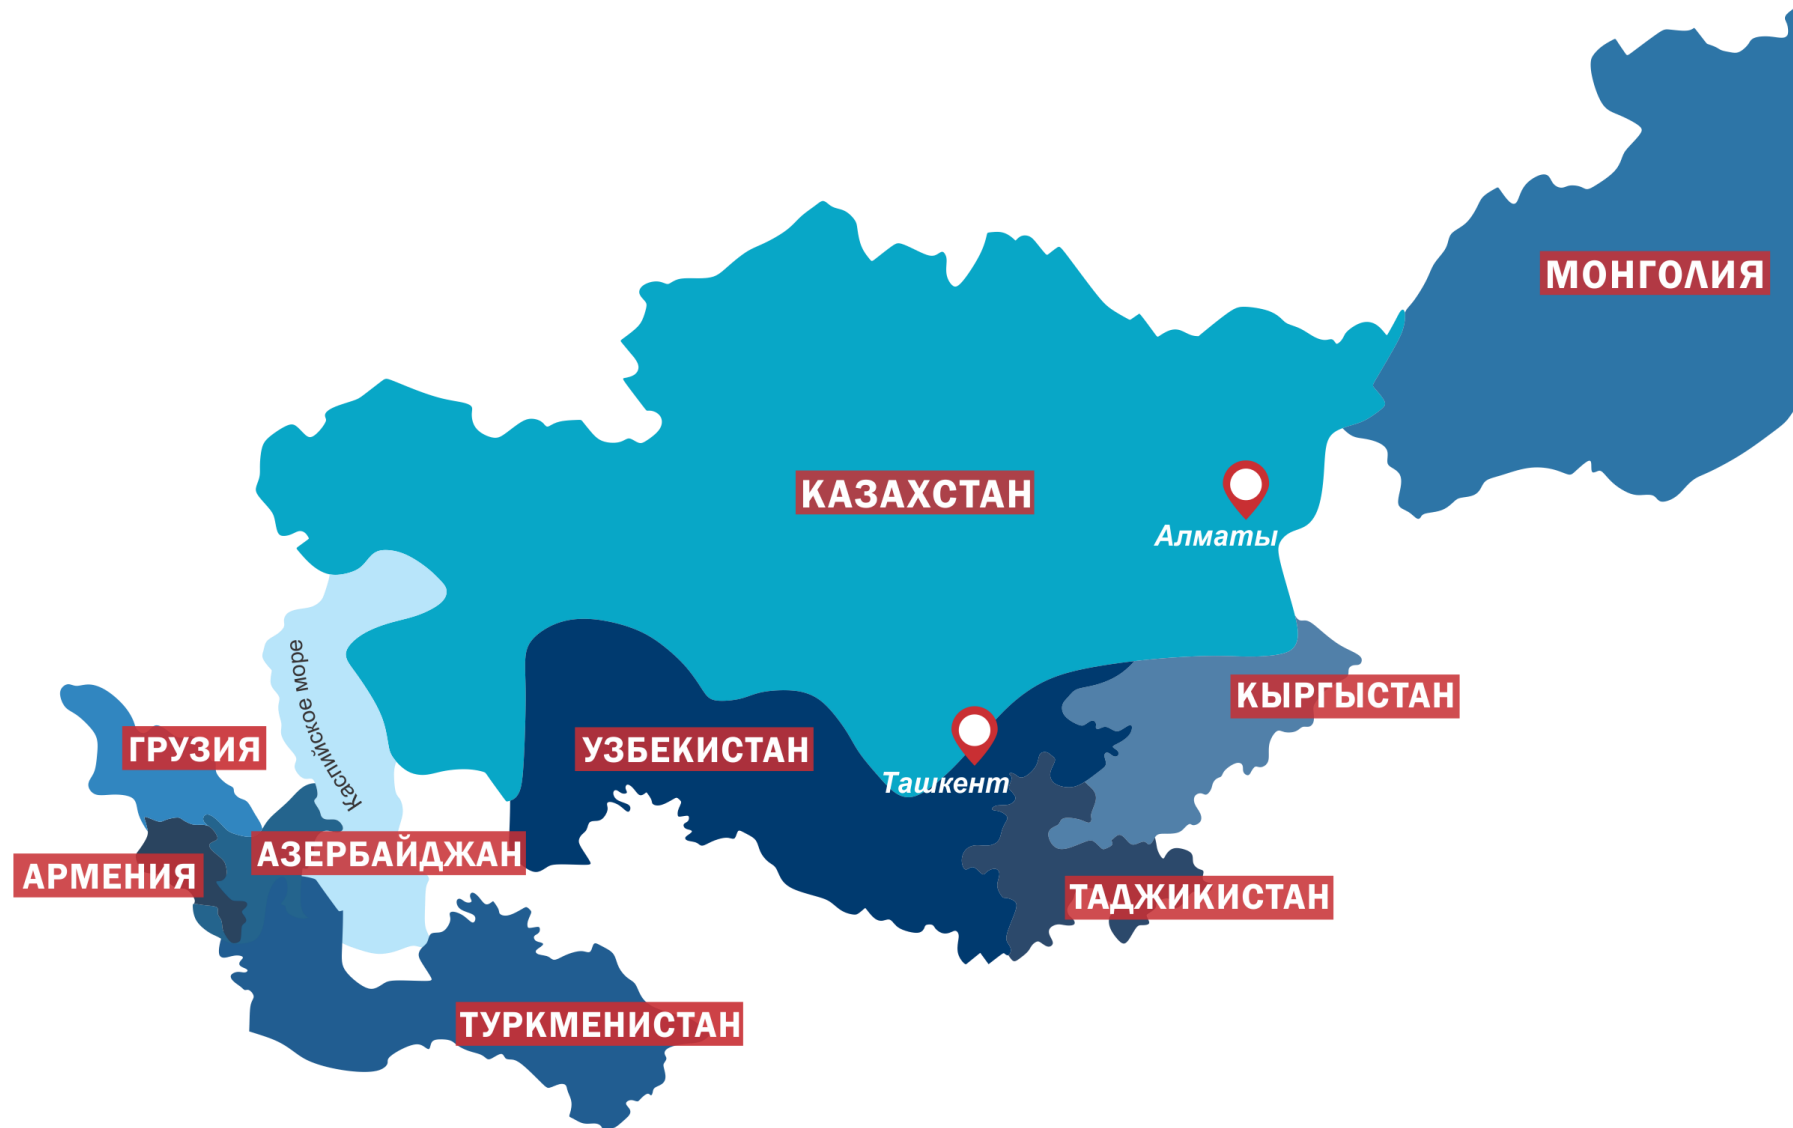 МОНГОЛИЯ
КАЗАХСТАН
Алматы
Каспийское море
КЫРГЫСТАН
ГРУЗИЯ
УЗБЕКИСТАН
Ташкент
АЗЕРБАЙДЖАН
АРМЕНИЯ
ТАДЖИКИСТАН
ТУРКМЕНИСТАН